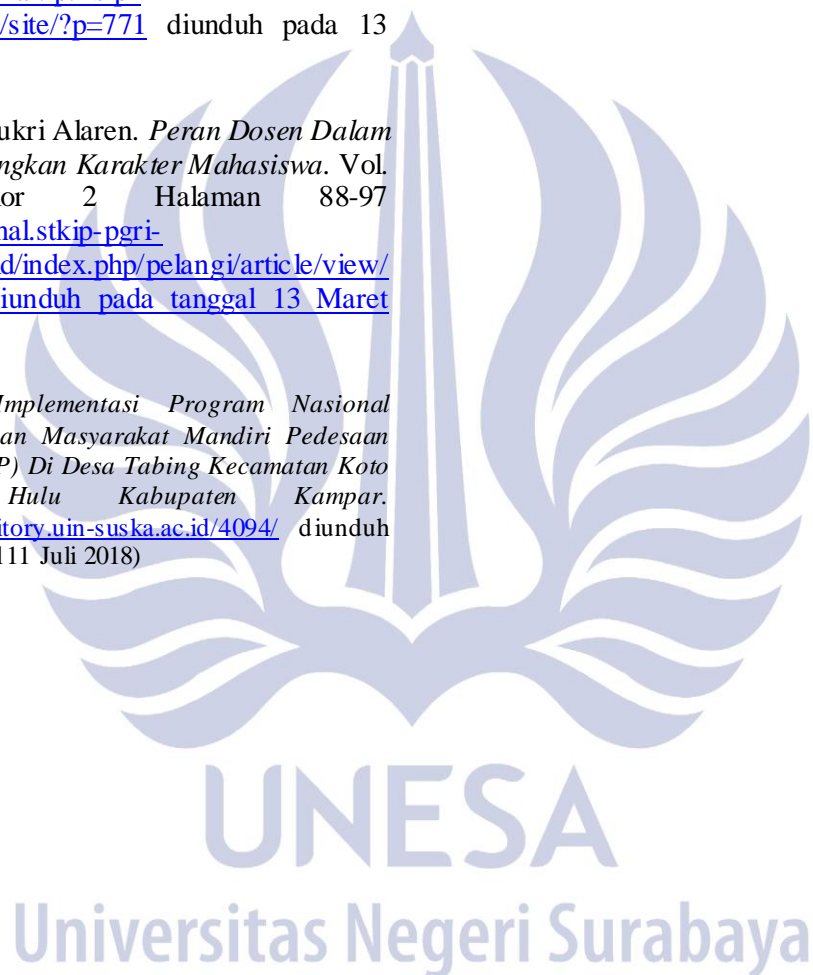 /site/?p=771 diunduh pada 13
ukri Alaren. Peran Dosen Dalam
ngkan Karakter Mahasiswa. Vol.
or 2 Halaman 88-97
nal.stkip-pgri-
d/index.php/pelangi/article/view/
iunduh pada tanggal 13 Maret
Implementasi Program Nasional
an Masyarakat Mandiri Pedesaan
P) Di Desa Tabing Kecamatan Koto
Hulu Kabupaten Kampar.
itory.uin-suska.ac.id/4094/ diunduh
111 Juli 2018)
UNESA
Universitas Negeri Surabaya